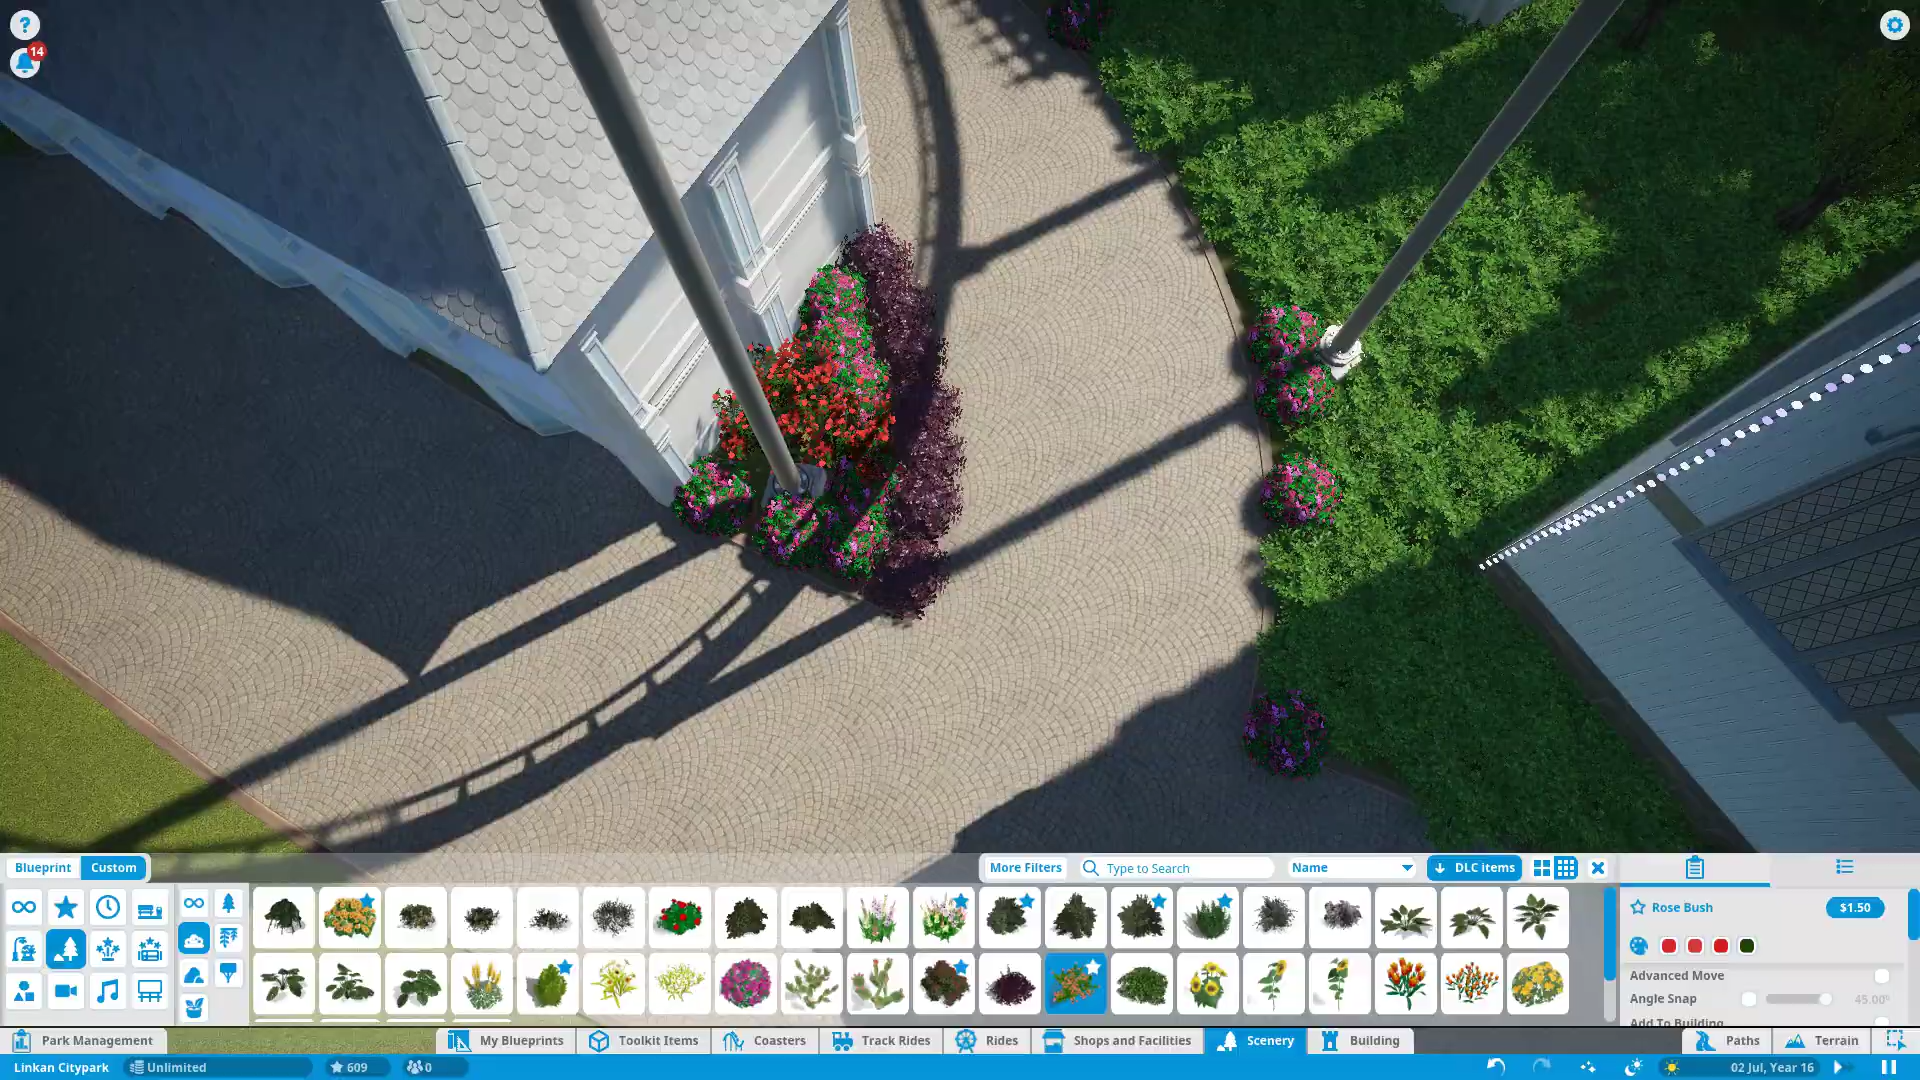 ?
14
Blueprint
Custom
More Filters
Type to Search
Name
DLC items
Rose Bush
$1.50
Advanced Move
Angle Snap
45.00°
Add To Building
Park Management
My Blueprints
Toolkit Items
Coasters
Track Rides
Rides
Shops and Facilities
Scenery
Building
Paths
Terrain
Linkan Citypark
Unlimited
609
0
02 Jul, Year 16